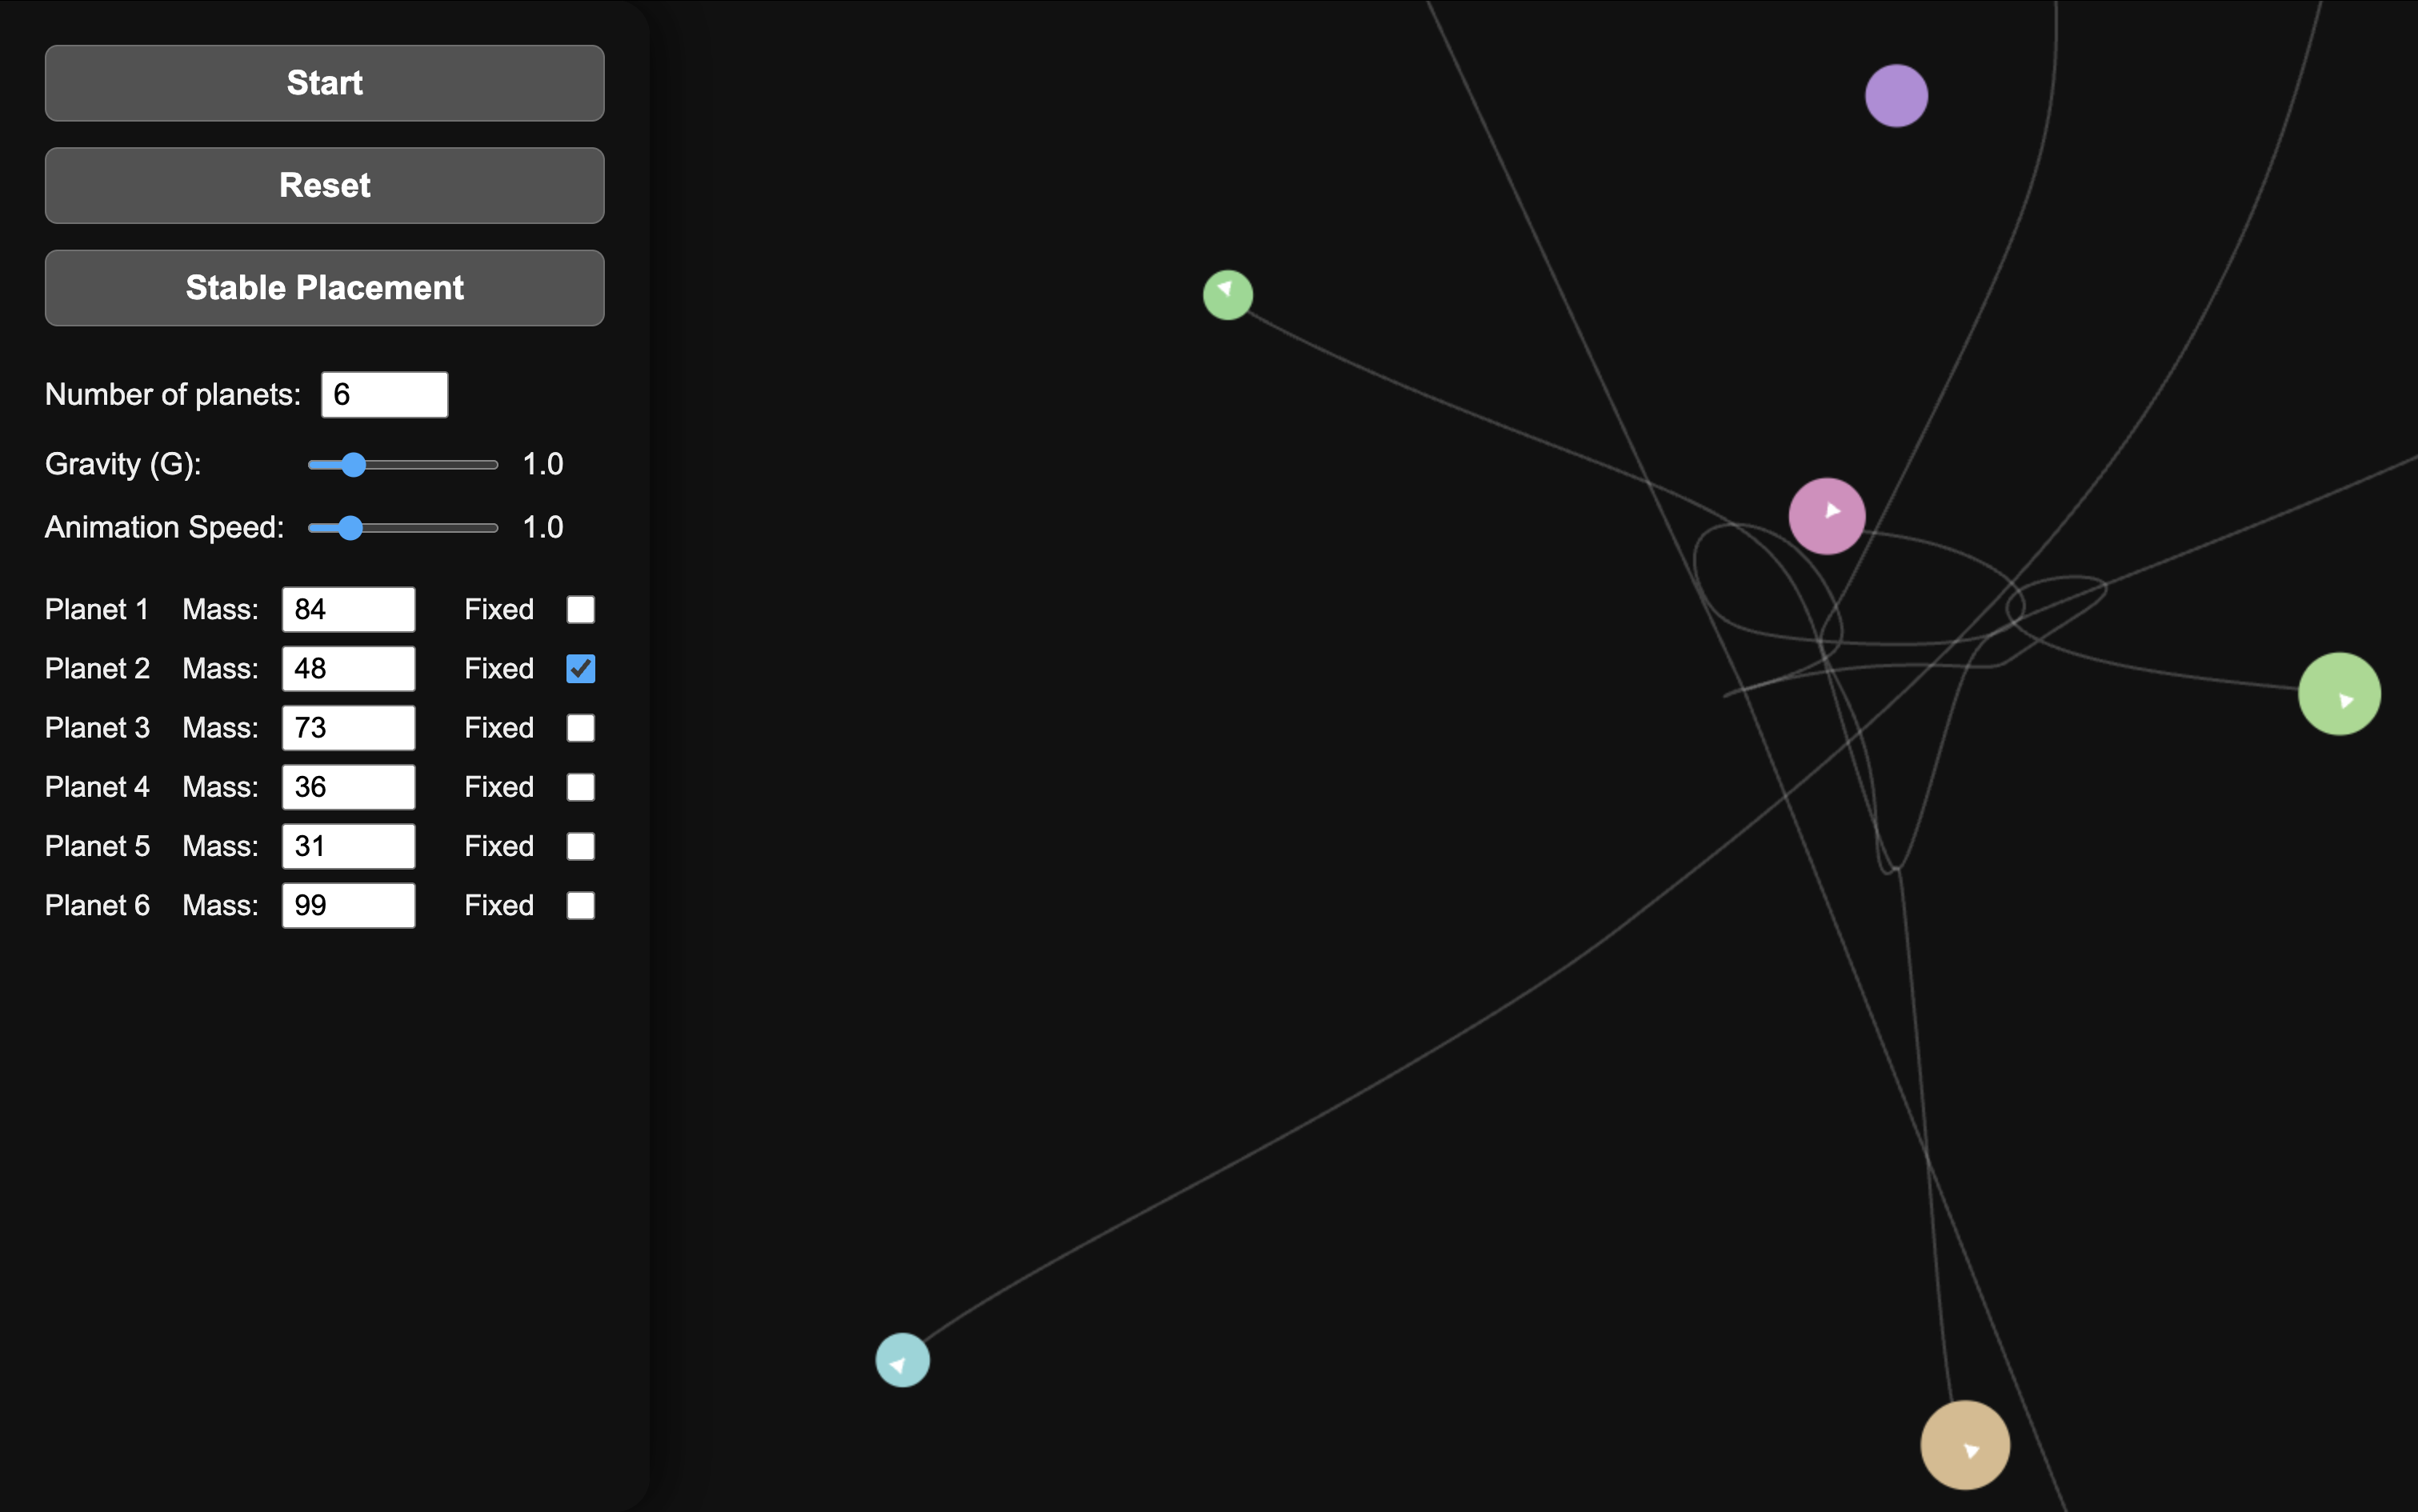 Start
Reset
Stable Placement
Number of planets: 6
Gravity (G): 1.0
Animation Speed: 1.0
Planet 1 Mass: 84 Fixed
Planet 2 Mass: 48 Fixed
Planet 3 Mass: 73 Fixed
Planet 4 Mass: 36 Fixed
Planet 5 Mass: 31 Fixed
Planet 6 Mass: 99 Fixed